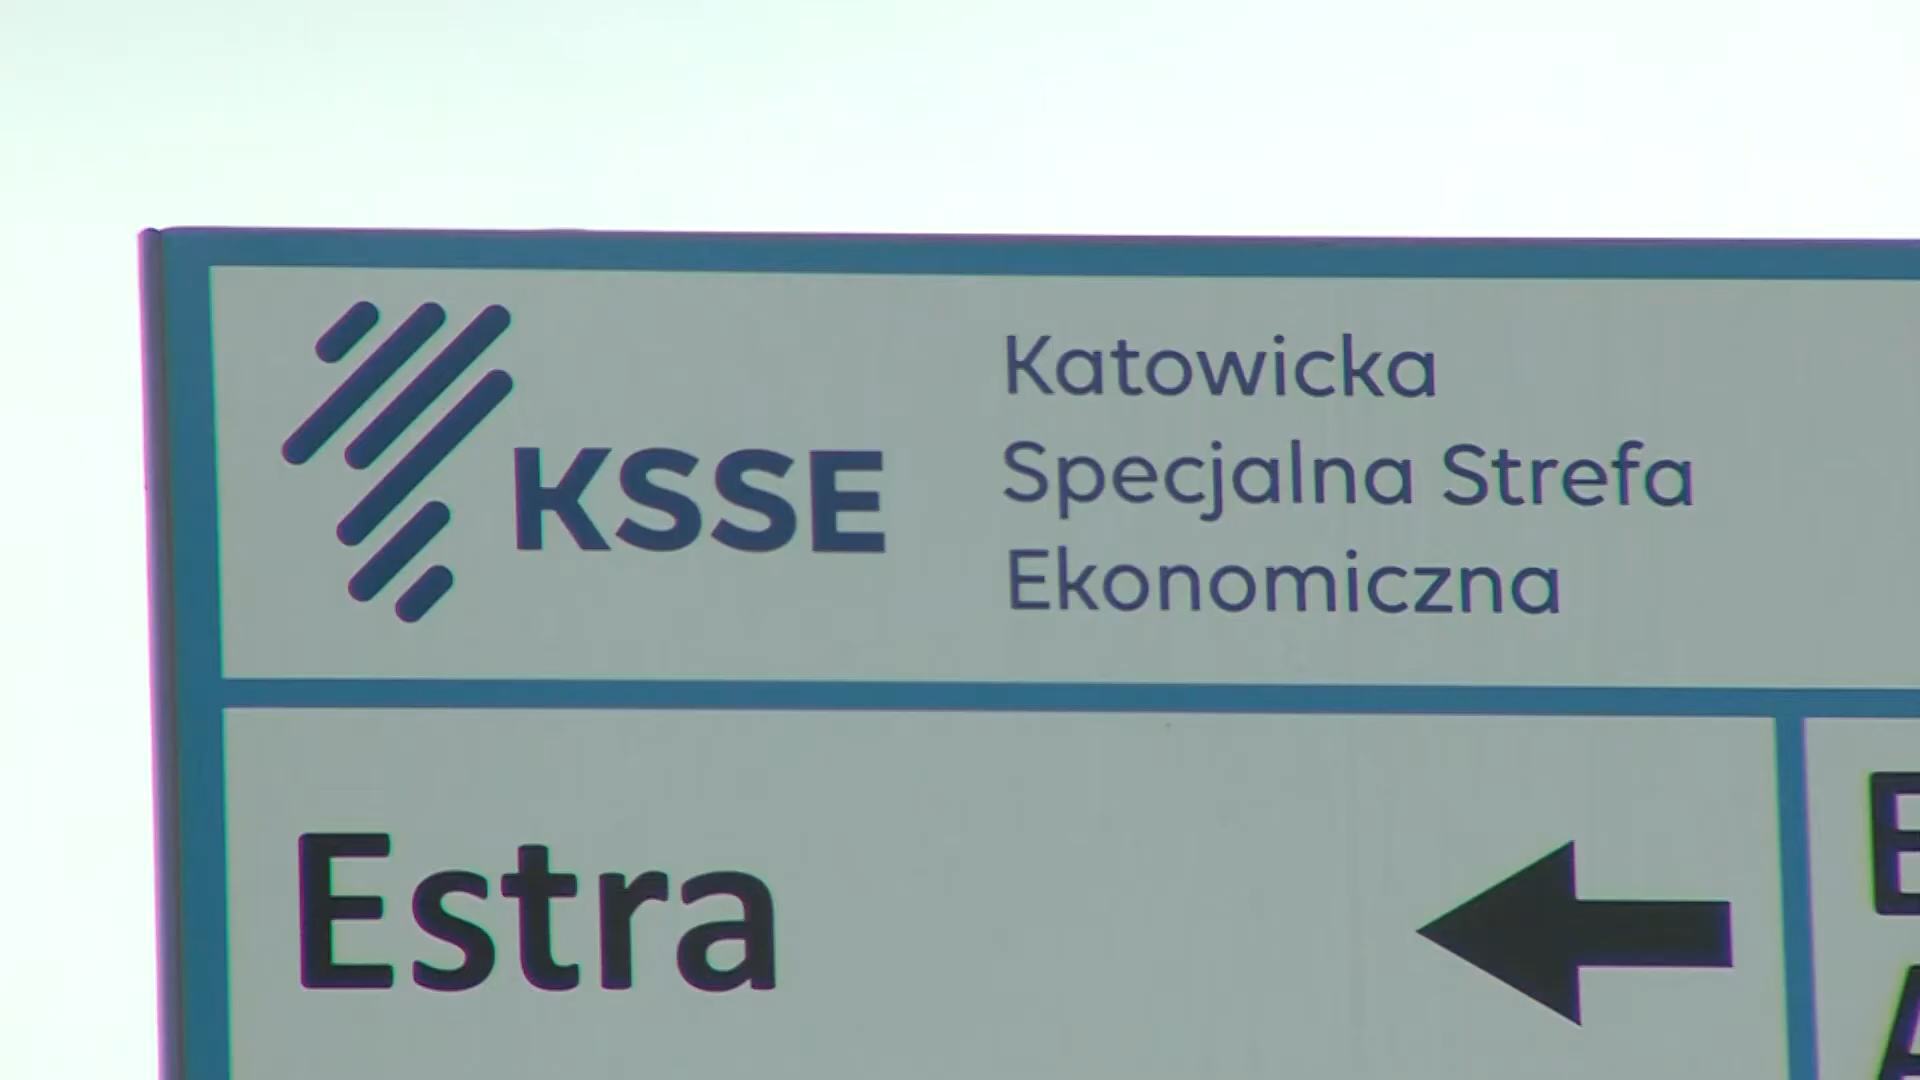 KSSE
Katowicka
Specjalna Strefa
Ekonomiczna
Estra